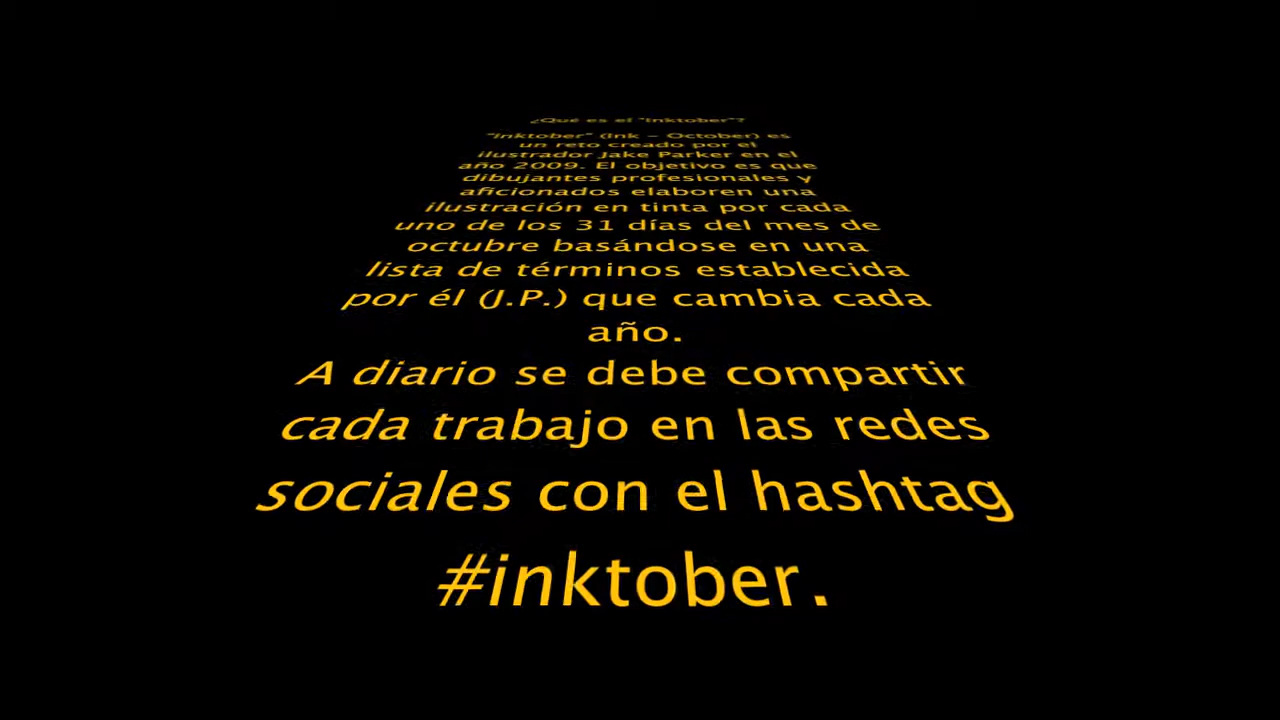 ¿Qué es el "Inktober"?
"Inktober" (Ink – October) es
un reto creado por el
ilustrador Jake Parker en el
año 2009. El objetivo es que
dibujantes profesionales y
aficionados elaboren una
ilustración en tinta por cada
uno de los 31 días del mes de
octubre basándose en una
lista de términos establecida
por él (J.P.) que cambia cada
año.
A diario se debe compartir
cada trabajo en las redes
sociales con el hashtag
#inktober.